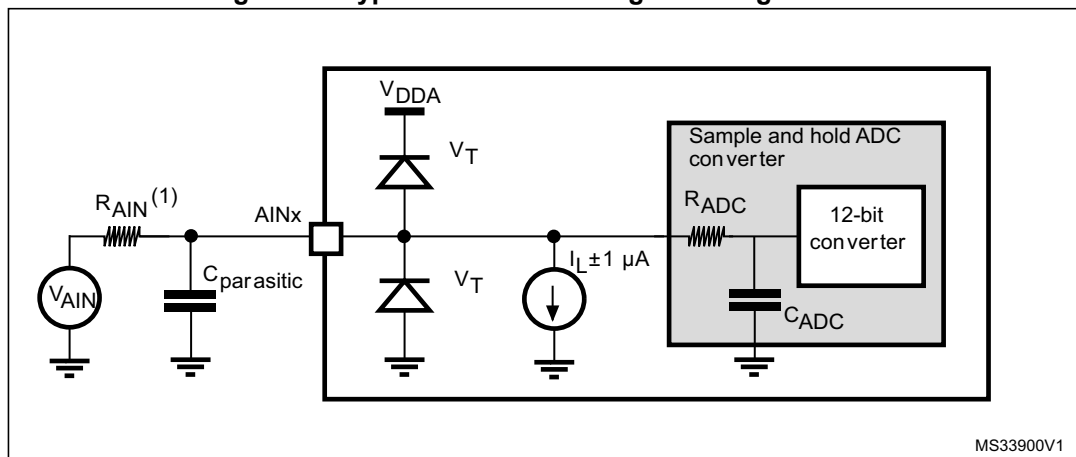 V_DDA
V_T
Sample and hold ADC
converter
R_AIN (1)
AINx
R_ADC
12-bit
converter
C_parasitic
V_T
I_L ±1 µA
V_AIN
C_ADC
MS33900V1